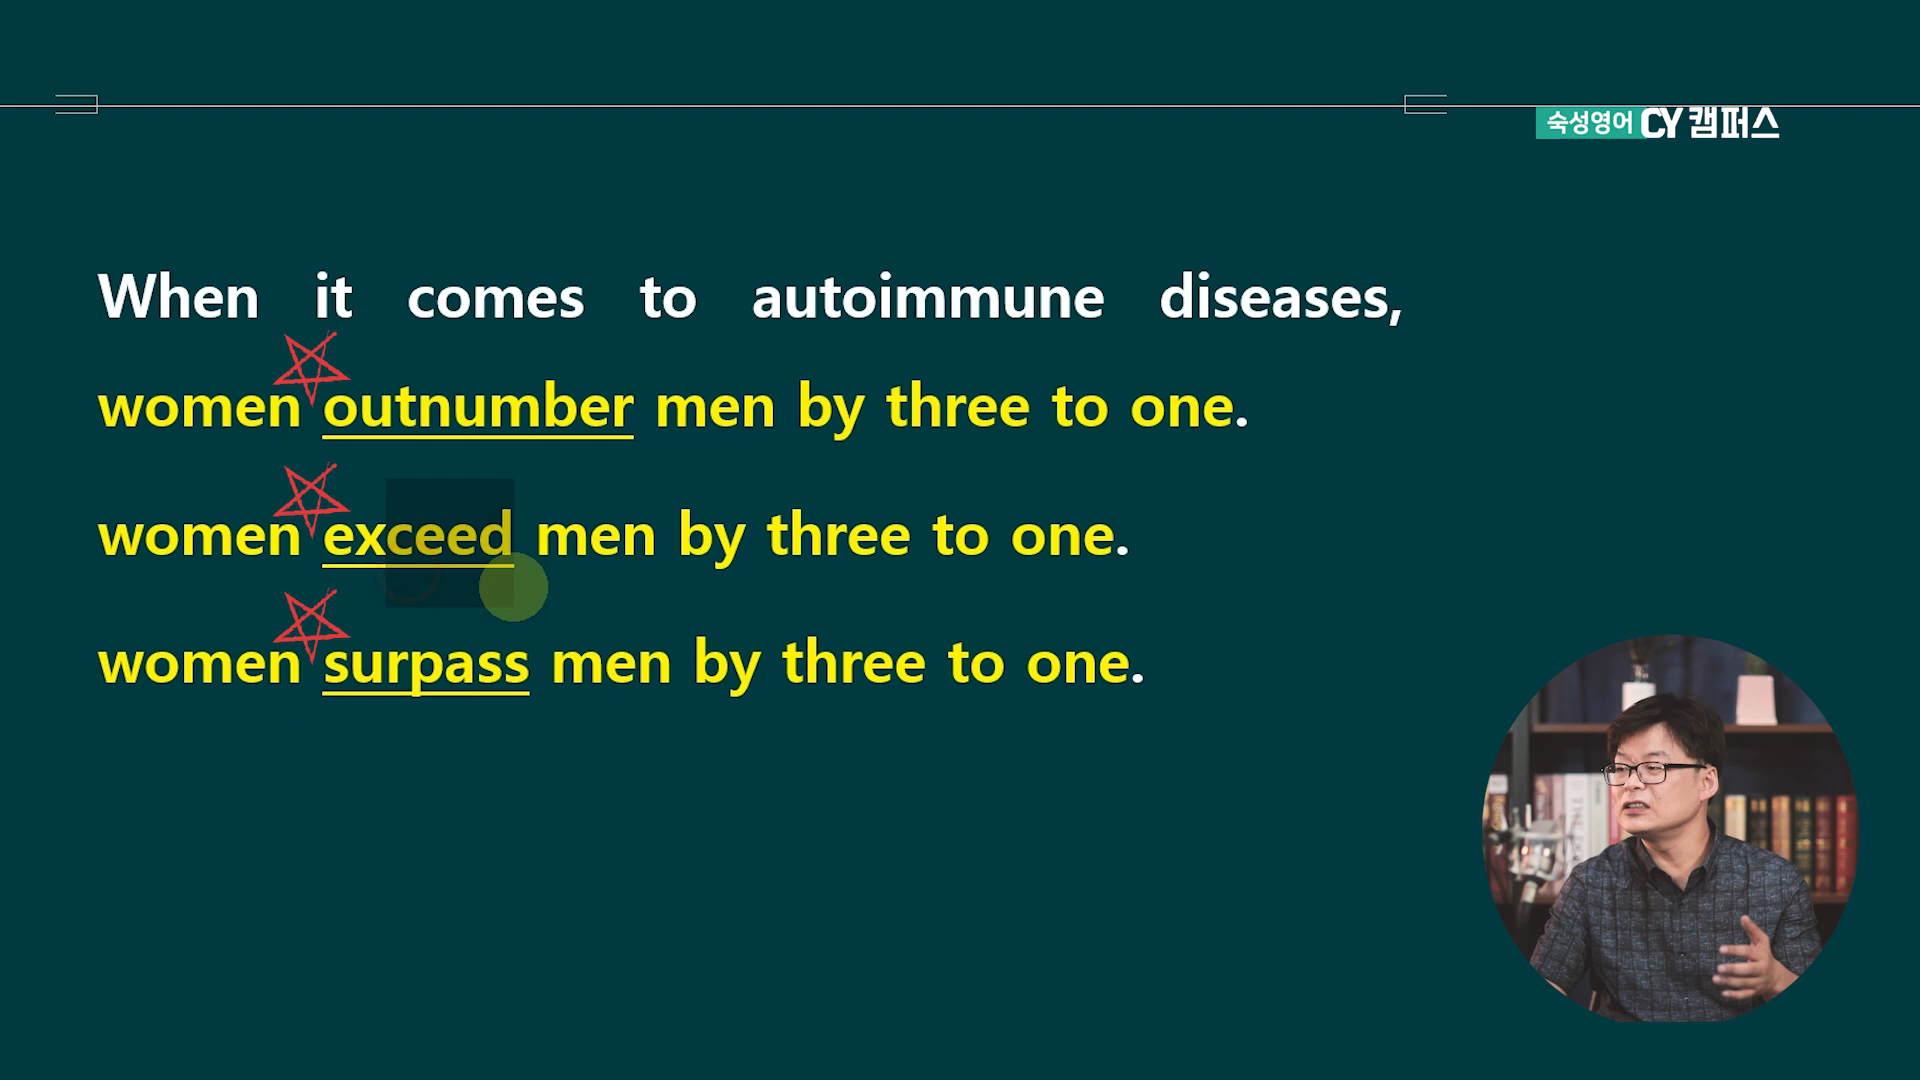 숙성영어 CY 캠퍼스
When it comes to autoimmune diseases,
women outnumber men by three to one.
women exceed men by three to one.
women surpass men by three to one.